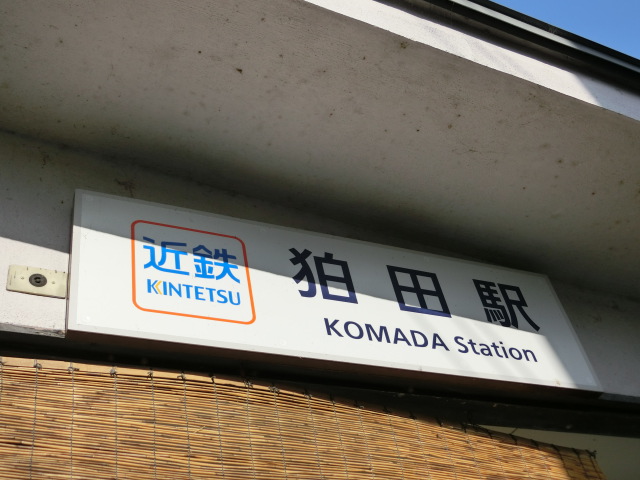 近鉄
KINTETSU
狛田駅
KOMADA Station